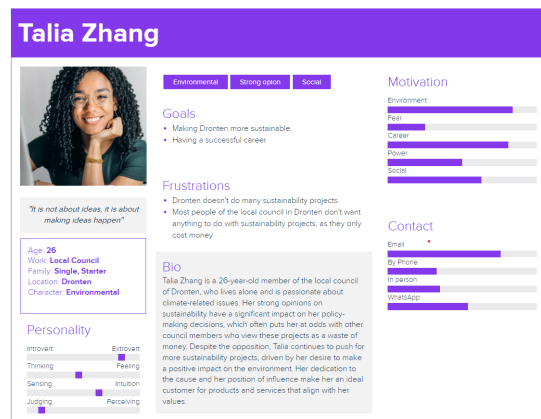 Talia Zhang
"It is not about ideas, it is about
making ideas happen"
Age: 26
Work: Local Council
Family: Single, Starter
Location: Dronten
Character: Environmental
Personality
Introvert Extrovert
Thinking Feeling
Sensing Intuition
Judging Perceiving
Environmental Strong opion Social
Goals
Making Dronten more sustainable.
Having a successful career
Frustrations
Dronten doesn't do many sustainability projects.
Most people of the local council in Dronten don't want
anything to do with sustainability projects, as they only
cost money
Bio
Talia Zhang is a 26-year-old member of the local council
of Dronten, who lives alone and is passionate about
climate-related issues. Her strong opinions on
sustainability have a significant impact on her policy-
making decisions, which often puts her at odds with other
council members who view these projects as a waste of
money. Despite the opposition, Talia continues to push for
more sustainability projects, driven by her desire to make
a positive impact on the environment. Her dedication to
the cause and her position of influence make her an ideal
customer for products and services that align with her
values.
Motivation
Environment
Fear
Career
Power
Social
Contact
Email
By Phone
In person
WhatsApp